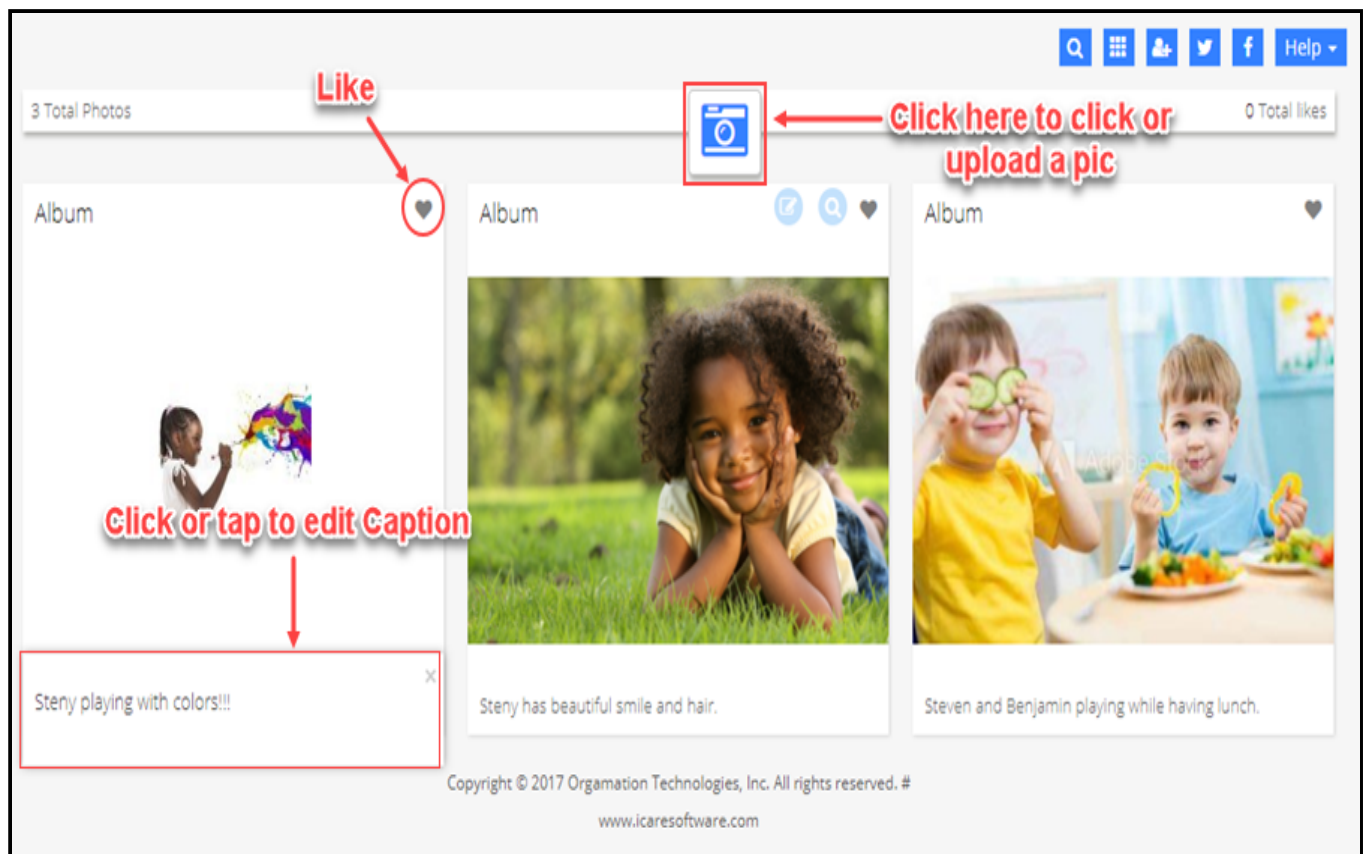 Help
Like
3 Total Photos
Click here to click or
upload a pic
0 Total likes
Album
Album
Album
Adobe Stock
Click or tap to edit Caption
Steny playing with colors!!!
x
Steny has beautiful smile and hair.
Steven and Benjamin playing while having lunch.
Copyright © 2017 Orgamation Technologies, Inc. All rights reserved. #
www.icaresoftware.com